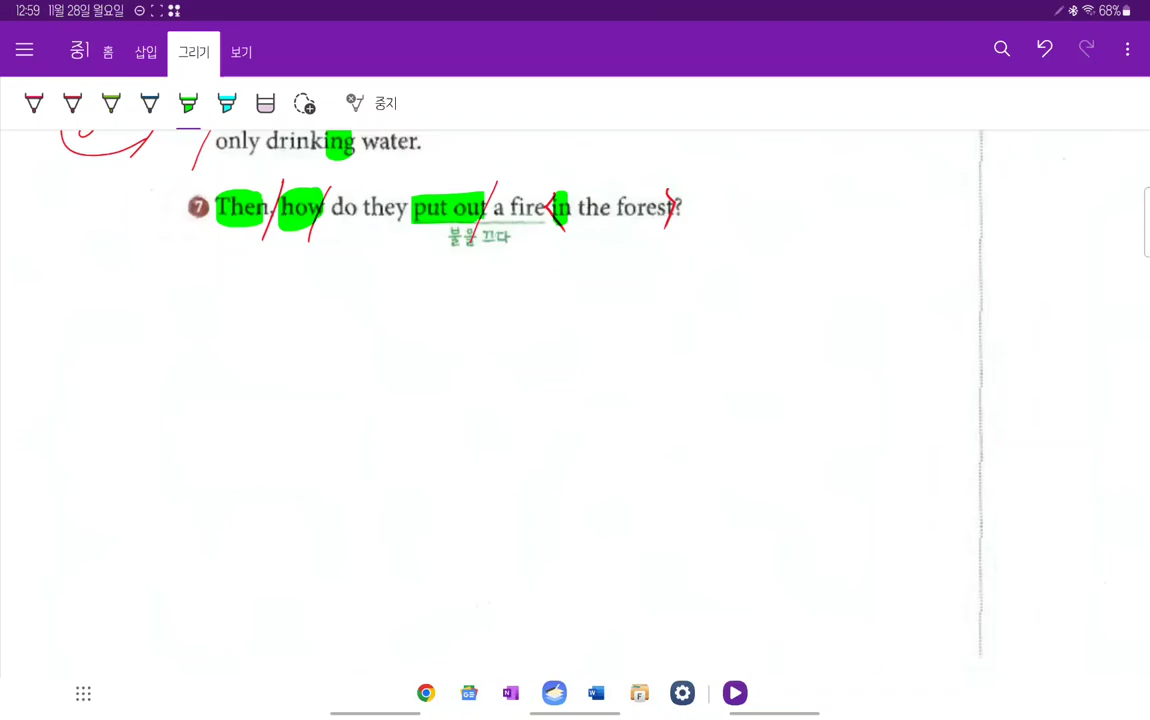 12:59 11월 28일 월요일 68%
중1 홈 삽입 그리기 보기
중지
only drinking water.
7 Then, how do they put out a fire in the forest?
불을 끄다